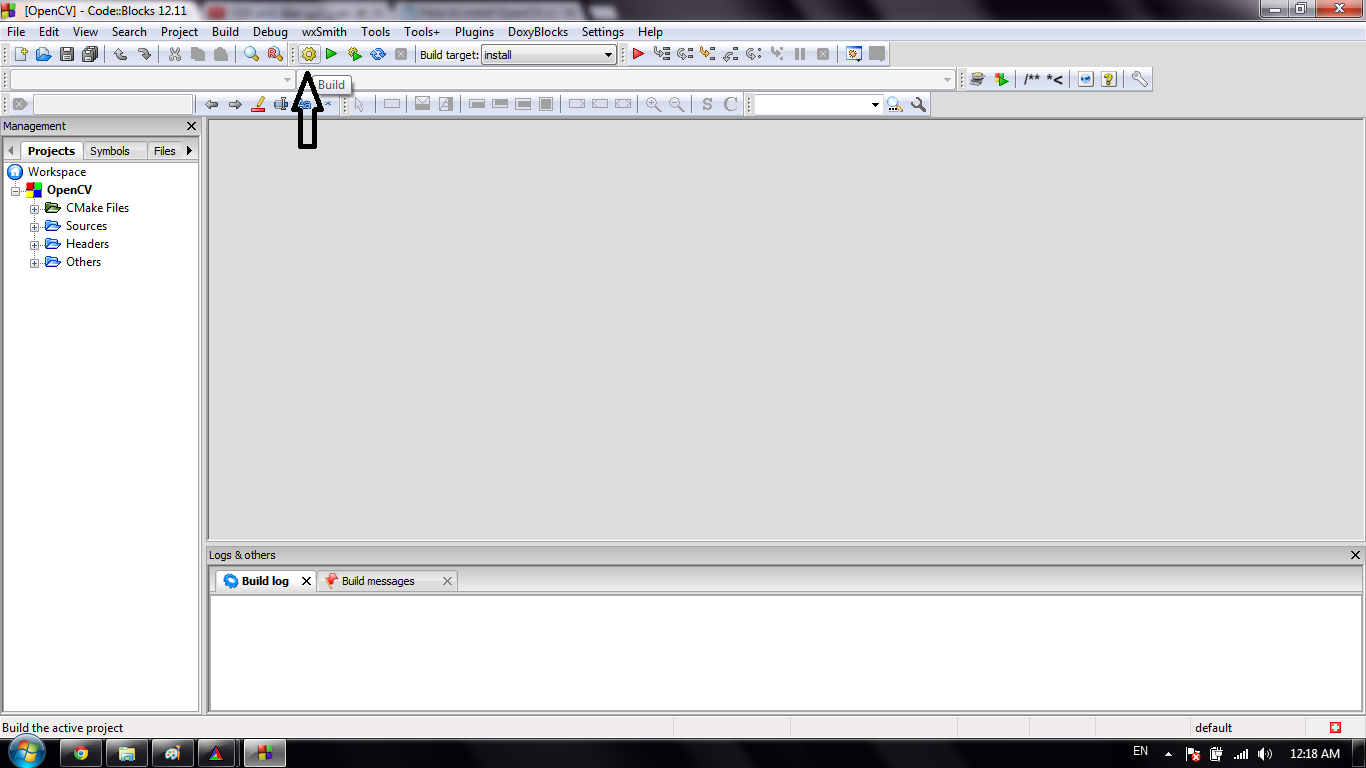 [OpenCV] - Code::Blocks 12.11
File Edit View Search Project Build Debug wxSmith Tools Tools+ Plugins DoxyBlocks Settings Help
Build target: install
Build
/** *<
S C
Management
Projects Symbols Files
Workspace
OpenCV
CMake Files
Sources
Headers
Others
Logs & others
Build log Build messages
Build the active project default
EN 12:18 AM